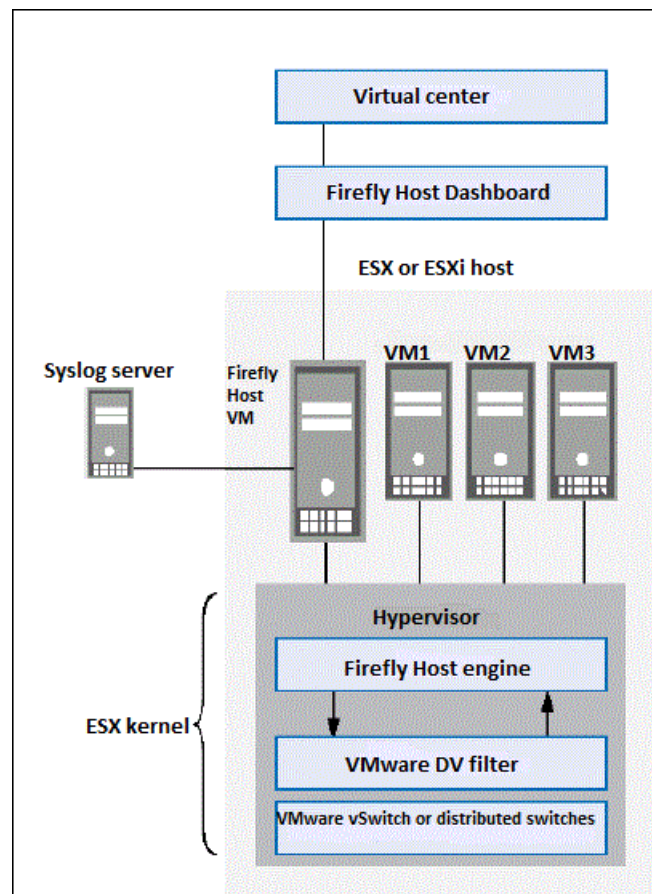 Virtual center
Firefly Host Dashboard
ESX or ESXi host
Syslog server
Firefly
Host
VM
VM1
VM2
VM3
Hypervisor
Firefly Host engine
ESX kernel
VMware DV filter
VMware vSwitch or distributed switches